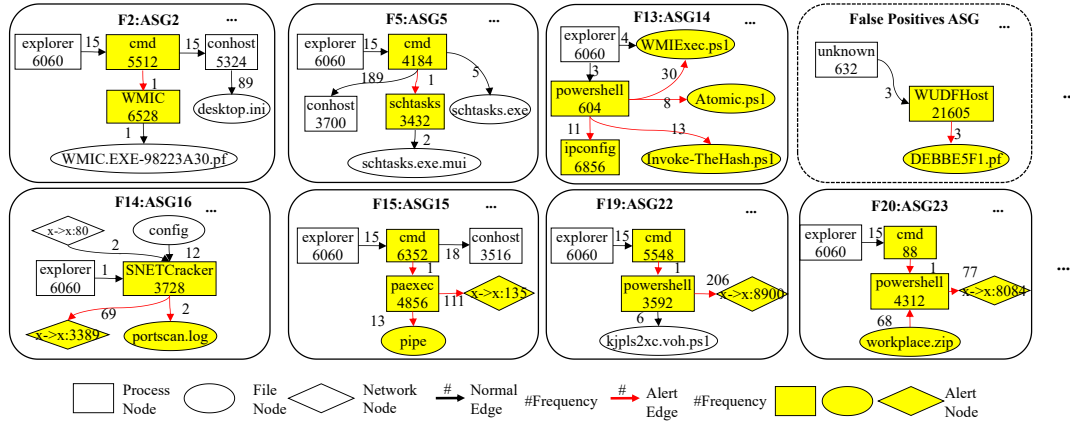 F2:ASG2
...
explorer
6060
15
cmd
5512
15
conhost
5324
1
89
WMIC
6528
desktop.ini
1
WMIC.EXE-98223A30.pf
F5:ASG5
...
explorer
6060
15
cmd
4184
189
1
5
conhost
3700
schtasks
3432
schtasks.exe
2
schtasks.exe.mui
F13:ASG14
...
explorer
6060
4
WMIExec.ps1
3
30
powershell
604
8
Atomic.ps1
11
13
ipconfig
6856
Invoke-TheHash.ps1
False Positives ASG
...
unknown
632
3
WUDFHost
21605
3
DEBBE5F1.pf
...
F14:ASG16
...
x->x:80
config
2
12
explorer
6060
1
SNETCracker
3728
69
2
x->x:3389
portscan.log
F15:ASG15
...
explorer
6060
15
cmd
6352
18
conhost
3516
1
paexec
4856
111
x->x:135
13
pipe
F19:ASG22
...
explorer
6060
15
cmd
5548
1
powershell
3592
206
x->x:8900
6
kjpls2xc.voh.ps1
F20:ASG23
...
explorer
6060
15
cmd
88
1
77
powershell
4312
x->x:8084
68
workplace.zip
...
Process
Node
File
Node
Network
Node
#
Normal
Edge
#Frequency
#
Alert
Edge
#Frequency
Alert
Node